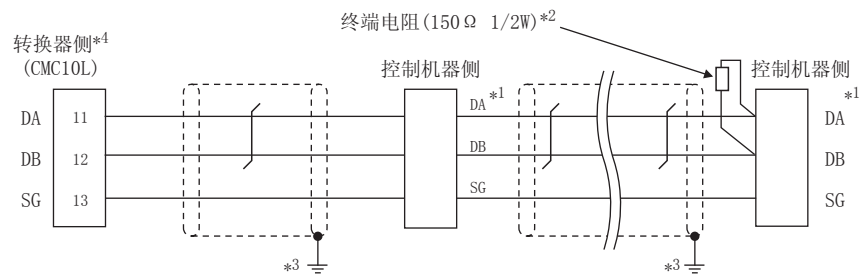 终端电阻(150Ω 1/2W)*2
转换器侧*4
(CMC10L)
控制机器侧
控制机器侧
DA 11 DA *1 *1 DA
DB 12 DB DB
SG 13 SG SG
*3 *3